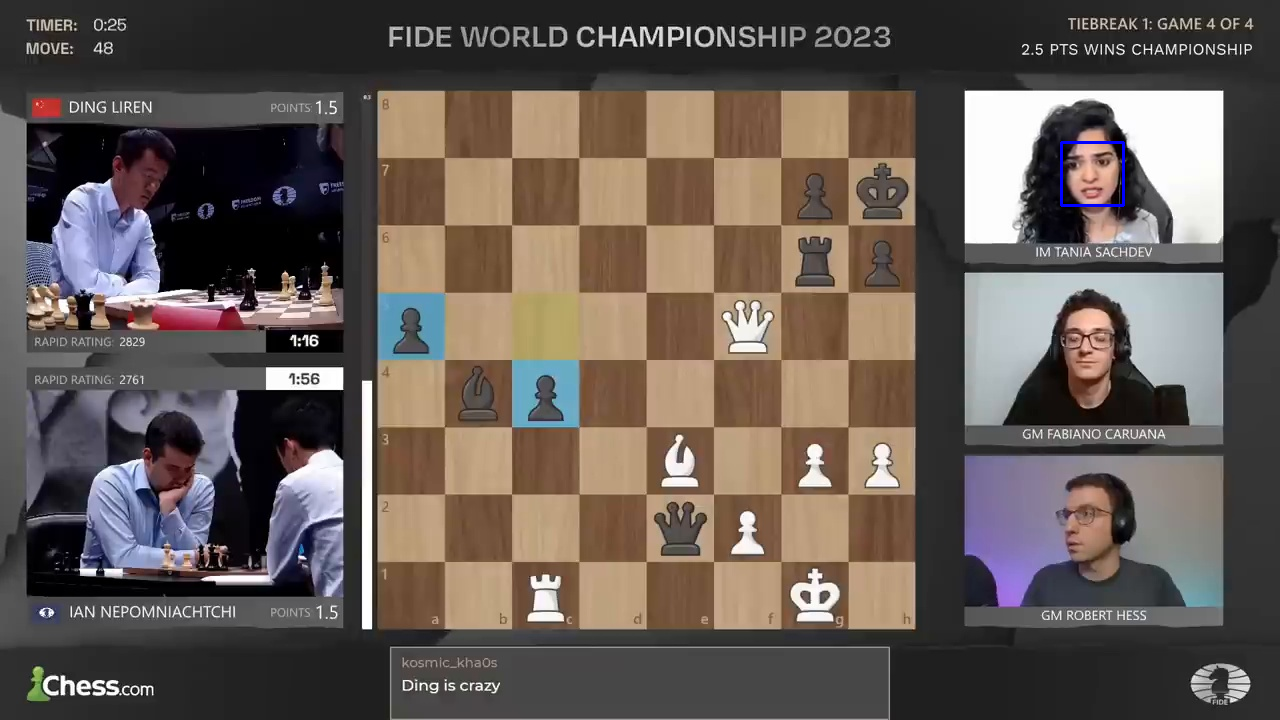 TIMER: 0:25
MOVE: 48
FIDE WORLD CHAMPIONSHIP 2023
TIEBREAK 1: GAME 4 OF 4
2.5 PTS WINS CHAMPIONSHIP
DING LIREN POINTS 1.5
RAPID RATING: 2829 1:16
RAPID RATING: 2761 1:56
IAN NEPOMNIACHTCHI POINTS 1.5
8
7
6
4
3
2
1
a b c d e f g h
IM TANIA SACHDEV
GM FABIANO CARUANA
GM ROBERT HESS
kosmic_kha0s
Ding is crazy
Chess.com
FIDE